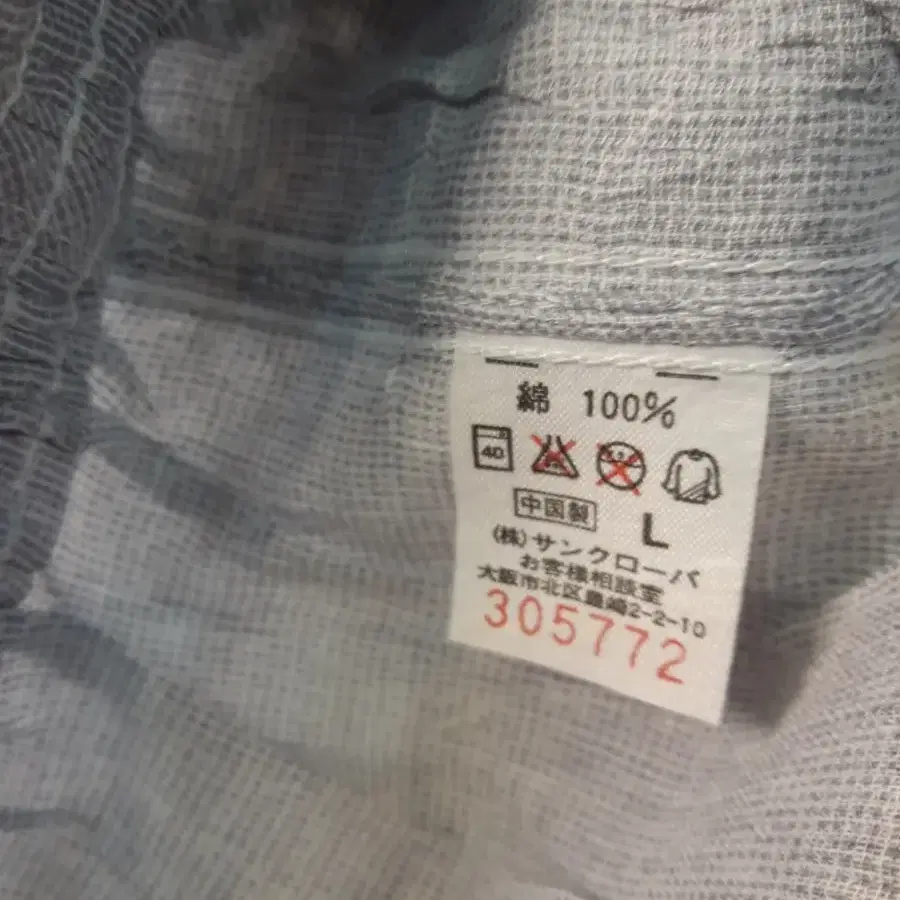 綿 100%
40
中国製 L
(株)サンクローバ
お客様相談室
大阪市北区豊崎2-2-10
305772